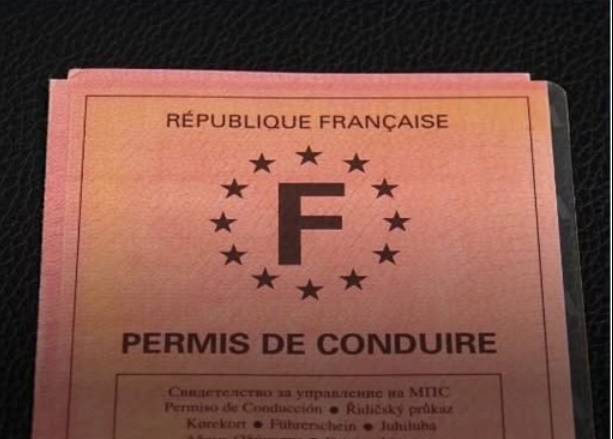 RÉPUBLIQUE FRANÇAISE
F
PERMIS DE CONDUIRE
Свидетелство за управление на МПС
Permiso de Conducción ● Řidičský průkaz
Kørekort ● Führerschein ● Juhiluba